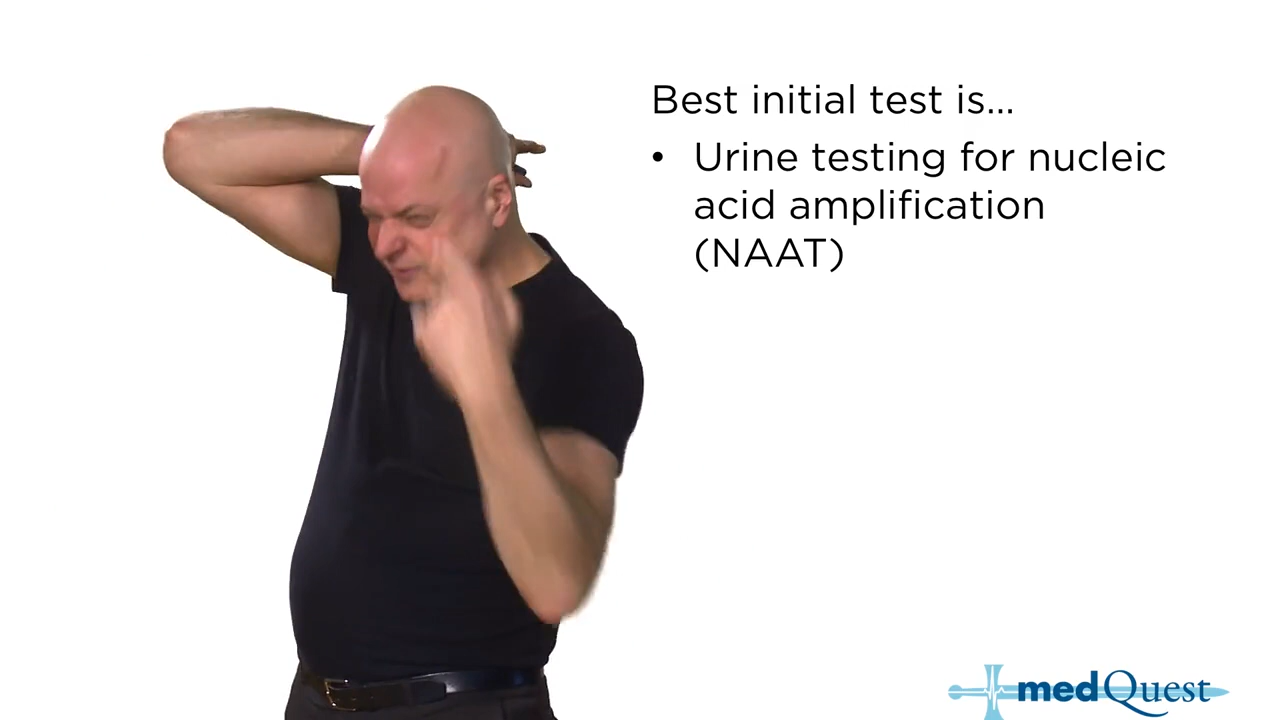 Best initial test is...
• Urine testing for nucleic
acid amplification
(NAAT)
medQuest